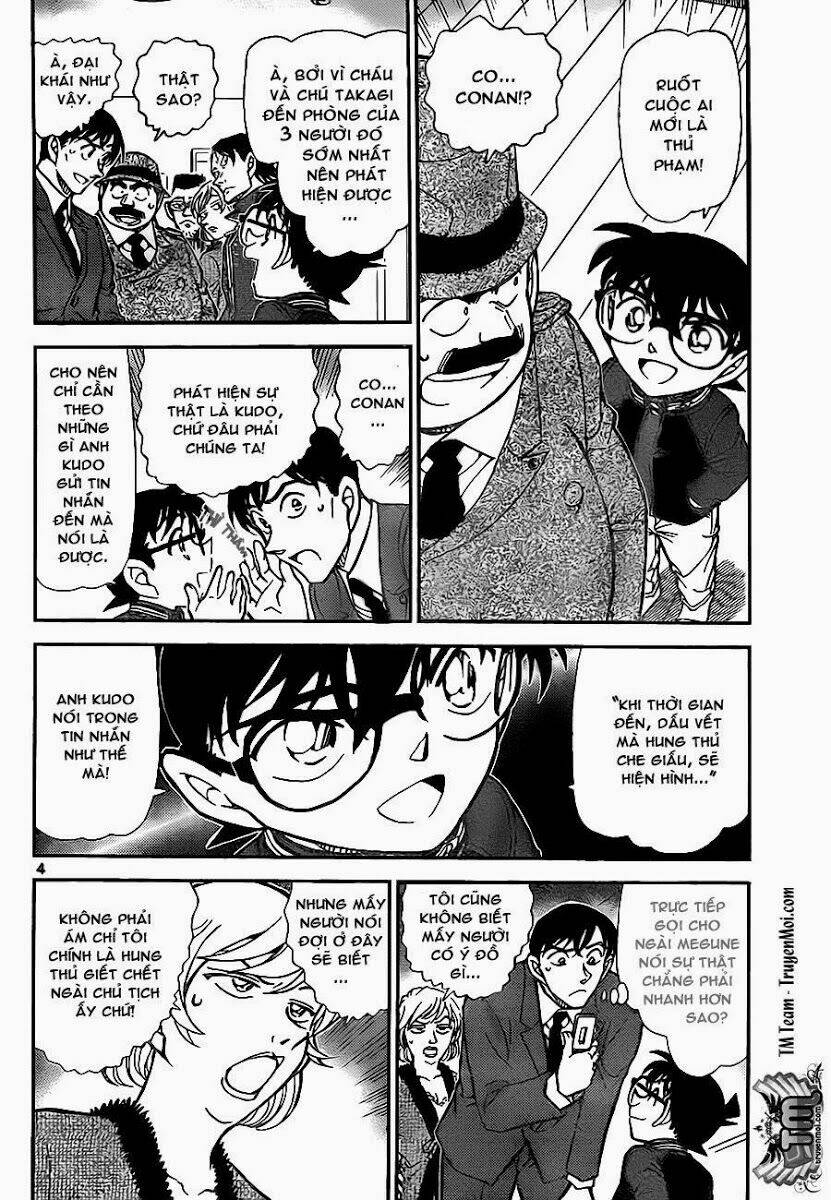 RUỐT
CUỘC AI
MỚI LÀ
THỦ
PHẠM!
CO...
CONAN!?
À, BỞI VÌ CHÁU
VÀ CHÚ TAKAGI
ĐẾN PHÒNG CỦA
3 NGƯỜI ĐÓ
SỚM NHẤT
NÊN PHÁT
HIỆN ĐƯỢC
...
THẬT
SAO?
À, ĐẠI
KHÁI NHƯ
VẬY.
CO...
CONAN
...
PHÁT HIỆN SỰ
THẬT LÀ KUDO,
CHỨ ĐÂU PHẢI
CHÚNG TA!
THÌ THẦM
CHO NÊN
CHỈ CẦN
THEO
NHỮNG
GÌ ANH
KUDO
GỬI TIN
NHẮN
ĐẾN MÀ
NÓI LÀ
ĐƯỢC.
"KHI THỜI GIAN
ĐẾN, DẤU VẾT
MÀ HUNG THỦ
CHE GIẤU, SẼ
HIỆN HÌNH..."
ANH KUDO
NÓI TRONG
TIN NHẮN
NHƯ THẾ
MÀ!
4
TRỰC TIẾP
GỌI CHO
NGÀI MEGUNE
NÓI SỰ THẬT
CHẲNG PHẢI
NHANH HƠN
SAO?
TÔI CŨNG
KHÔNG BIẾT
MẤY NGƯỜI
CÓ Ý ĐỒ
GÌ...
NHƯNG MẤY
NGƯỜI NÓI
ĐỢI Ở ĐÂY
SẼ BIẾT
...
KHÔNG PHẢI
ÁM CHỈ TÔI
CHÍNH LÀ HUNG
THỦ GIẾT CHẾT
NGÀI CHỦ TỊCH
ẤY CHỨ!
TM Team - TruyenMoi.com
TM
truyenmoi.com